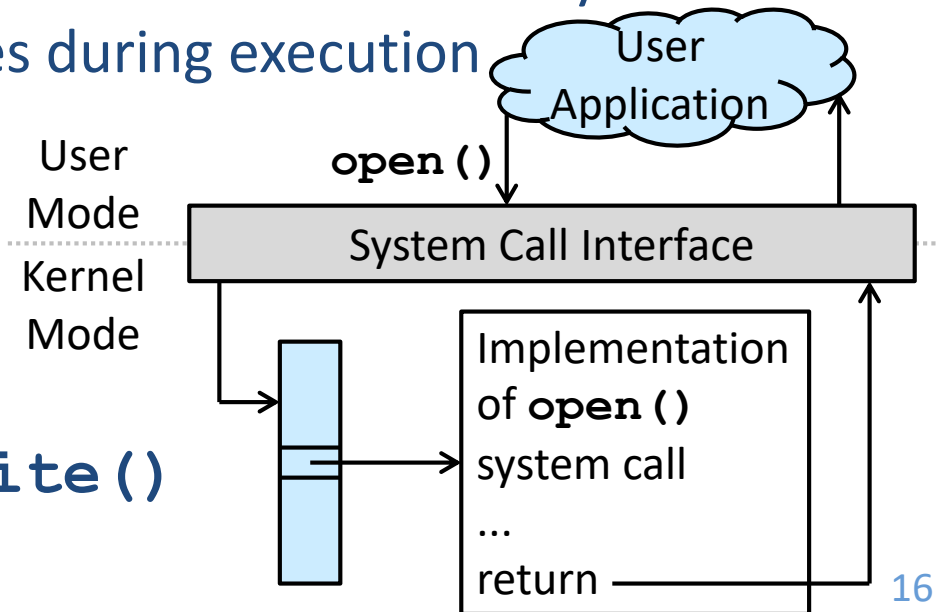 es during execution
User
Application
User
Mode
open()
System Call Interface
Kernel
Mode
Implementation
of open()
system call
...
return
ite()
16